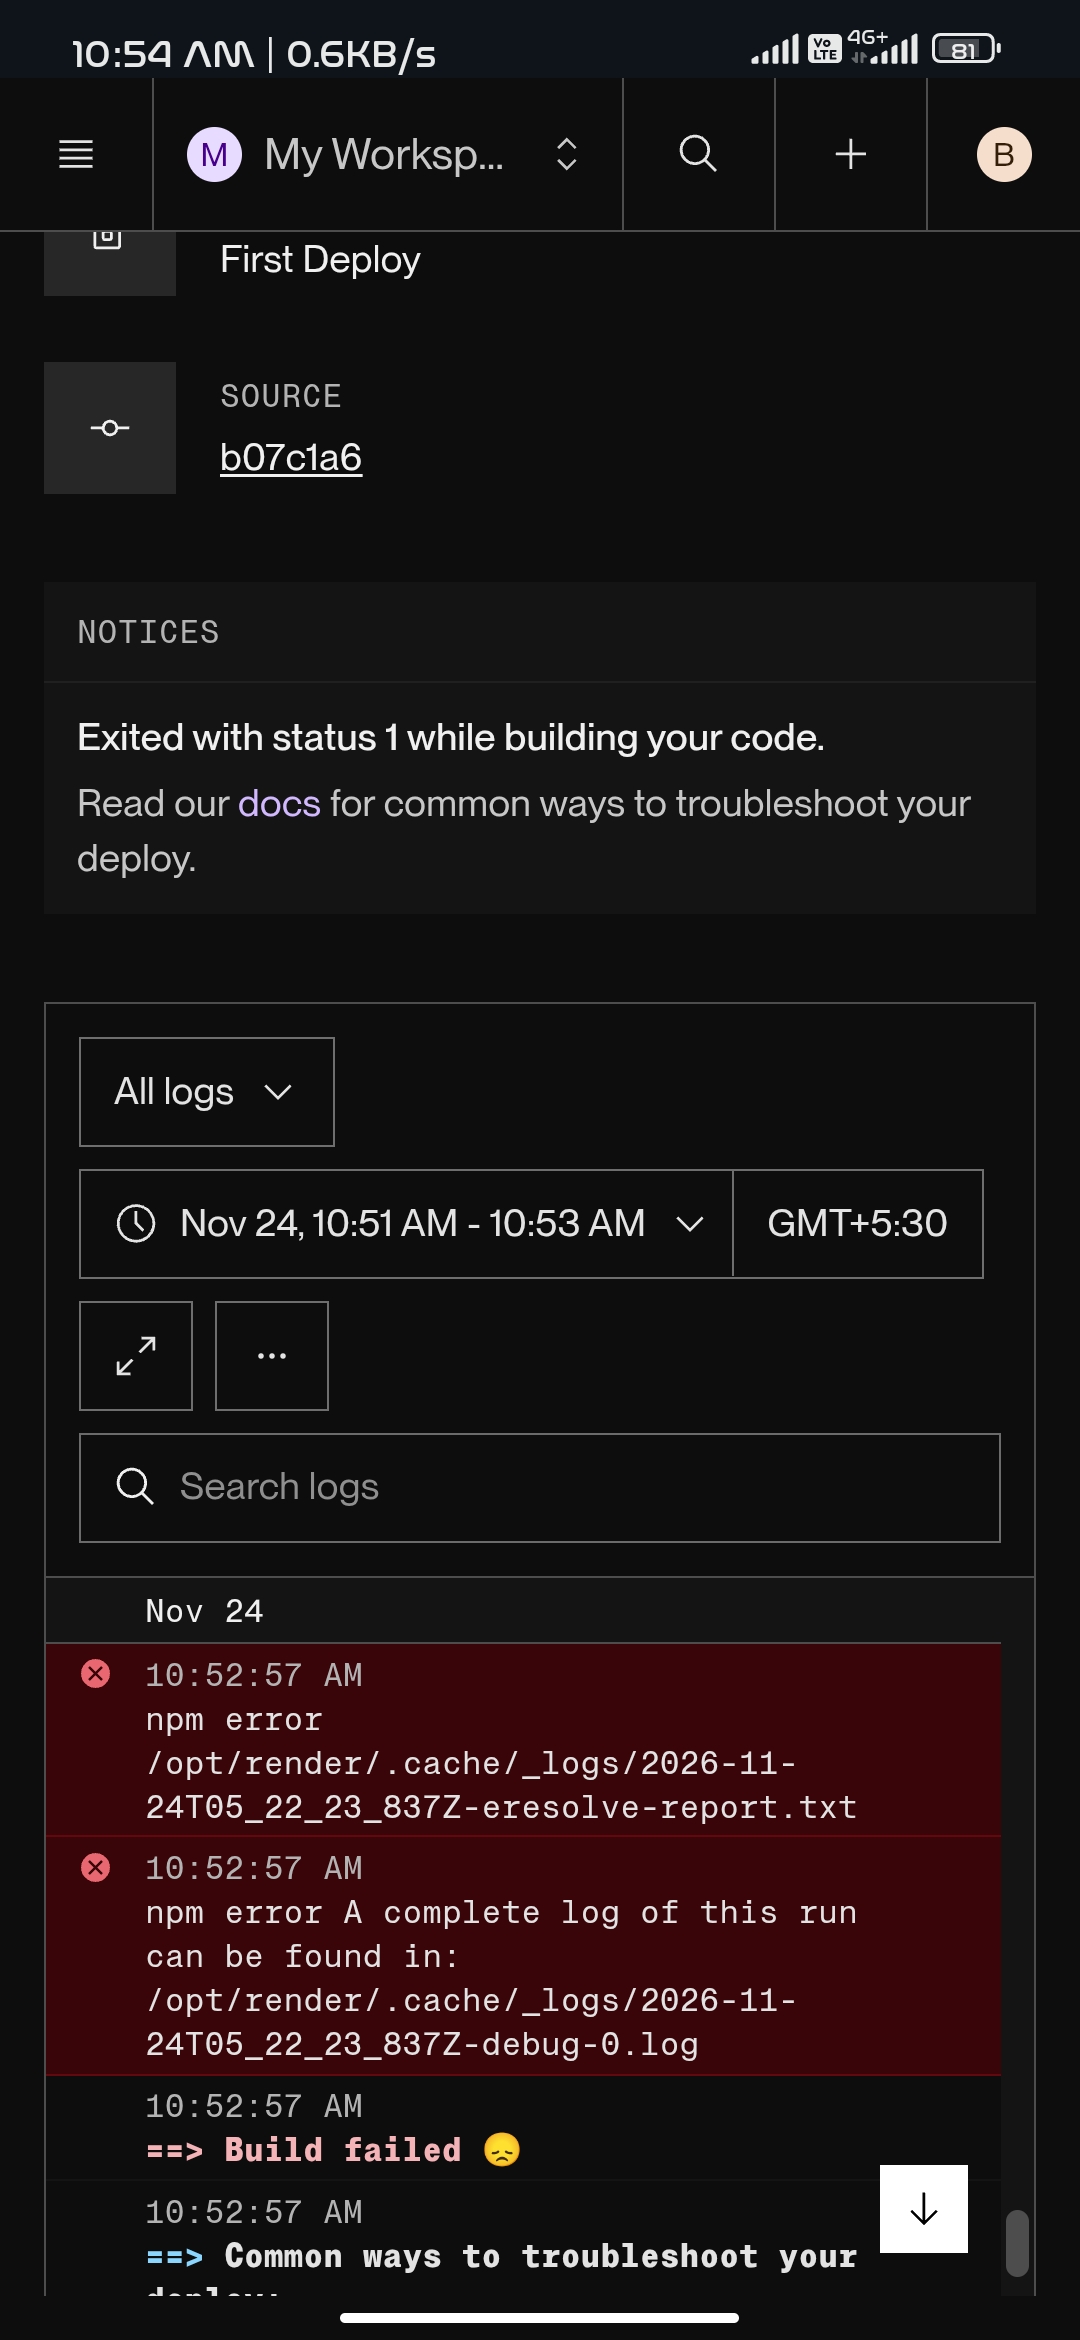 10:54 AM | 0.6KB/s
Vo LTE 4G+ 81
M My Worksp... B
First Deploy
SOURCE
b07c1a6
NOTICES
Exited with status 1 while building your code.
Read our docs for common ways to troubleshoot your
deploy.
All logs
Nov 24, 10:51 AM - 10:53 AM GMT+5:30
...
Search logs
Nov 24
10:52:57 AM
npm error
/opt/render/.cache/_logs/2026-11-
24T05_22_23_837Z-eresolve-report.txt
10:52:57 AM
npm error A complete log of this run
can be found in:
/opt/render/.cache/_logs/2026-11-
24T05_22_23_837Z-debug-0.log
10:52:57 AM
==> Build failed 😞
10:52:57 AM
==> Common ways to troubleshoot your